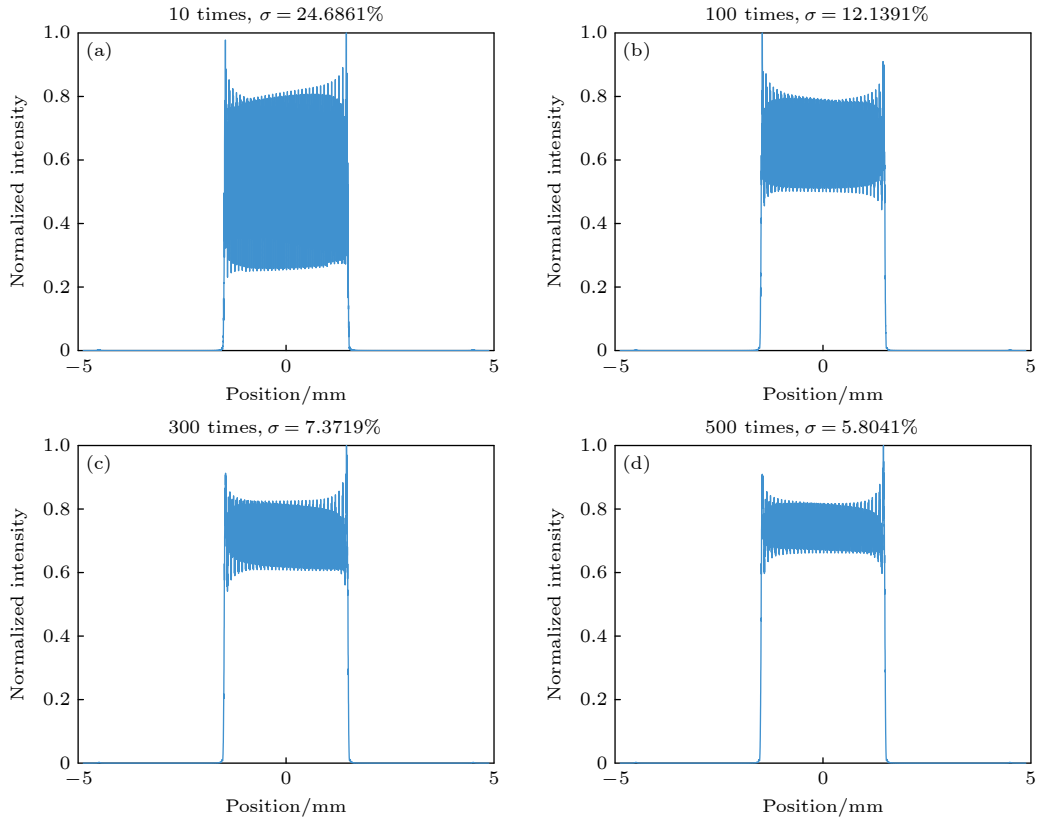 10 times, σ = 24.6861%
(a)
1.0
0.8
0.6
0.4
0.2
0
−5
0
5
Normalized intensity
Position/mm
100 times, σ = 12.1391%
(b)
1.0
0.8
0.6
0.4
0.2
0
−5
0
5
Normalized intensity
Position/mm
300 times, σ = 7.3719%
(c)
1.0
0.8
0.6
0.4
0.2
0
−5
0
5
Normalized intensity
Position/mm
500 times, σ = 5.8041%
(d)
1.0
0.8
0.6
0.4
0.2
0
−5
0
5
Normalized intensity
Position/mm